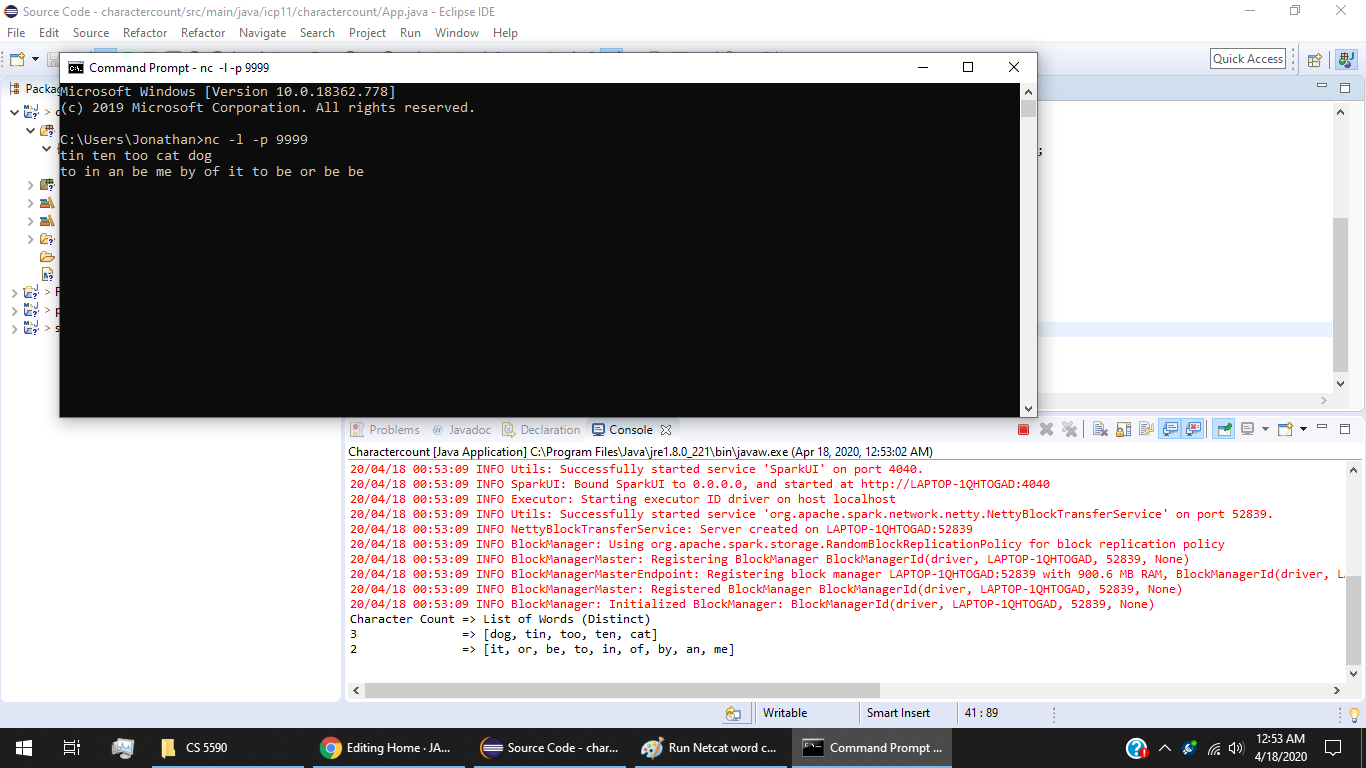 Source Code - charactercount/src/main/java/icp11/charactercount/App.java - Eclipse IDE
File Edit Source Refactor Refactor Navigate Search Project Run Window Help
Quick Access
Command Prompt - nc -l -p 9999
Microsoft Windows [Version 10.0.18362.778]
(c) 2019 Microsoft Corporation. All rights reserved.
C:\Users\Jonathan>nc -l -p 9999
tin ten too cat dog
to in an be me by of it to be or be be
;
Problems @ Javadoc Declaration Console
Charactercount [Java Application] C:\Program Files\Java\jre1.8.0_221\bin\javaw.exe (Apr 18, 2020, 12:53:02 AM)
20/04/18 00:53:09 INFO Utils: Successfully started service 'SparkUI' on port 4040.
20/04/18 00:53:09 INFO SparkUI: Bound SparkUI to 0.0.0.0, and started at http://LAPTOP-1QHTOGAD:4040
20/04/18 00:53:09 INFO Executor: Starting executor ID driver on host localhost
20/04/18 00:53:09 INFO Utils: Successfully started service 'org.apache.spark.network.netty.NettyBlockTransferService' on port 52839.
20/04/18 00:53:09 INFO NettyBlockTransferService: Server created on LAPTOP-1QHTOGAD:52839
20/04/18 00:53:09 INFO BlockManager: Using org.apache.spark.storage.RandomBlockReplicationPolicy for block replication policy
20/04/18 00:53:09 INFO BlockManagerMaster: Registering BlockManager BlockManagerId(driver, LAPTOP-1QHTOGAD, 52839, None)
20/04/18 00:53:09 INFO BlockManagerMasterEndpoint: Registering block manager LAPTOP-1QHTOGAD:52839 with 900.6 MB RAM, BlockManagerId(driver,
20/04/18 00:53:09 INFO BlockManagerMaster: Registered BlockManager BlockManagerId(driver, LAPTOP-1QHTOGAD, 52839, None)
20/04/18 00:53:09 INFO BlockManager: Initialized BlockManager: BlockManagerId(driver, LAPTOP-1QHTOGAD, 52839, None)
Character Count => List of Words (Distinct)
3 => [dog, tin, too, ten, cat]
2 => [it, or, be, to, in, of, by, an, me]
Writable Smart Insert 41 : 89
CS 5590 Editing Home · JA... Source Code - char... Run Netcat word c... Command Prompt ...
12:53 AM
4/18/2020